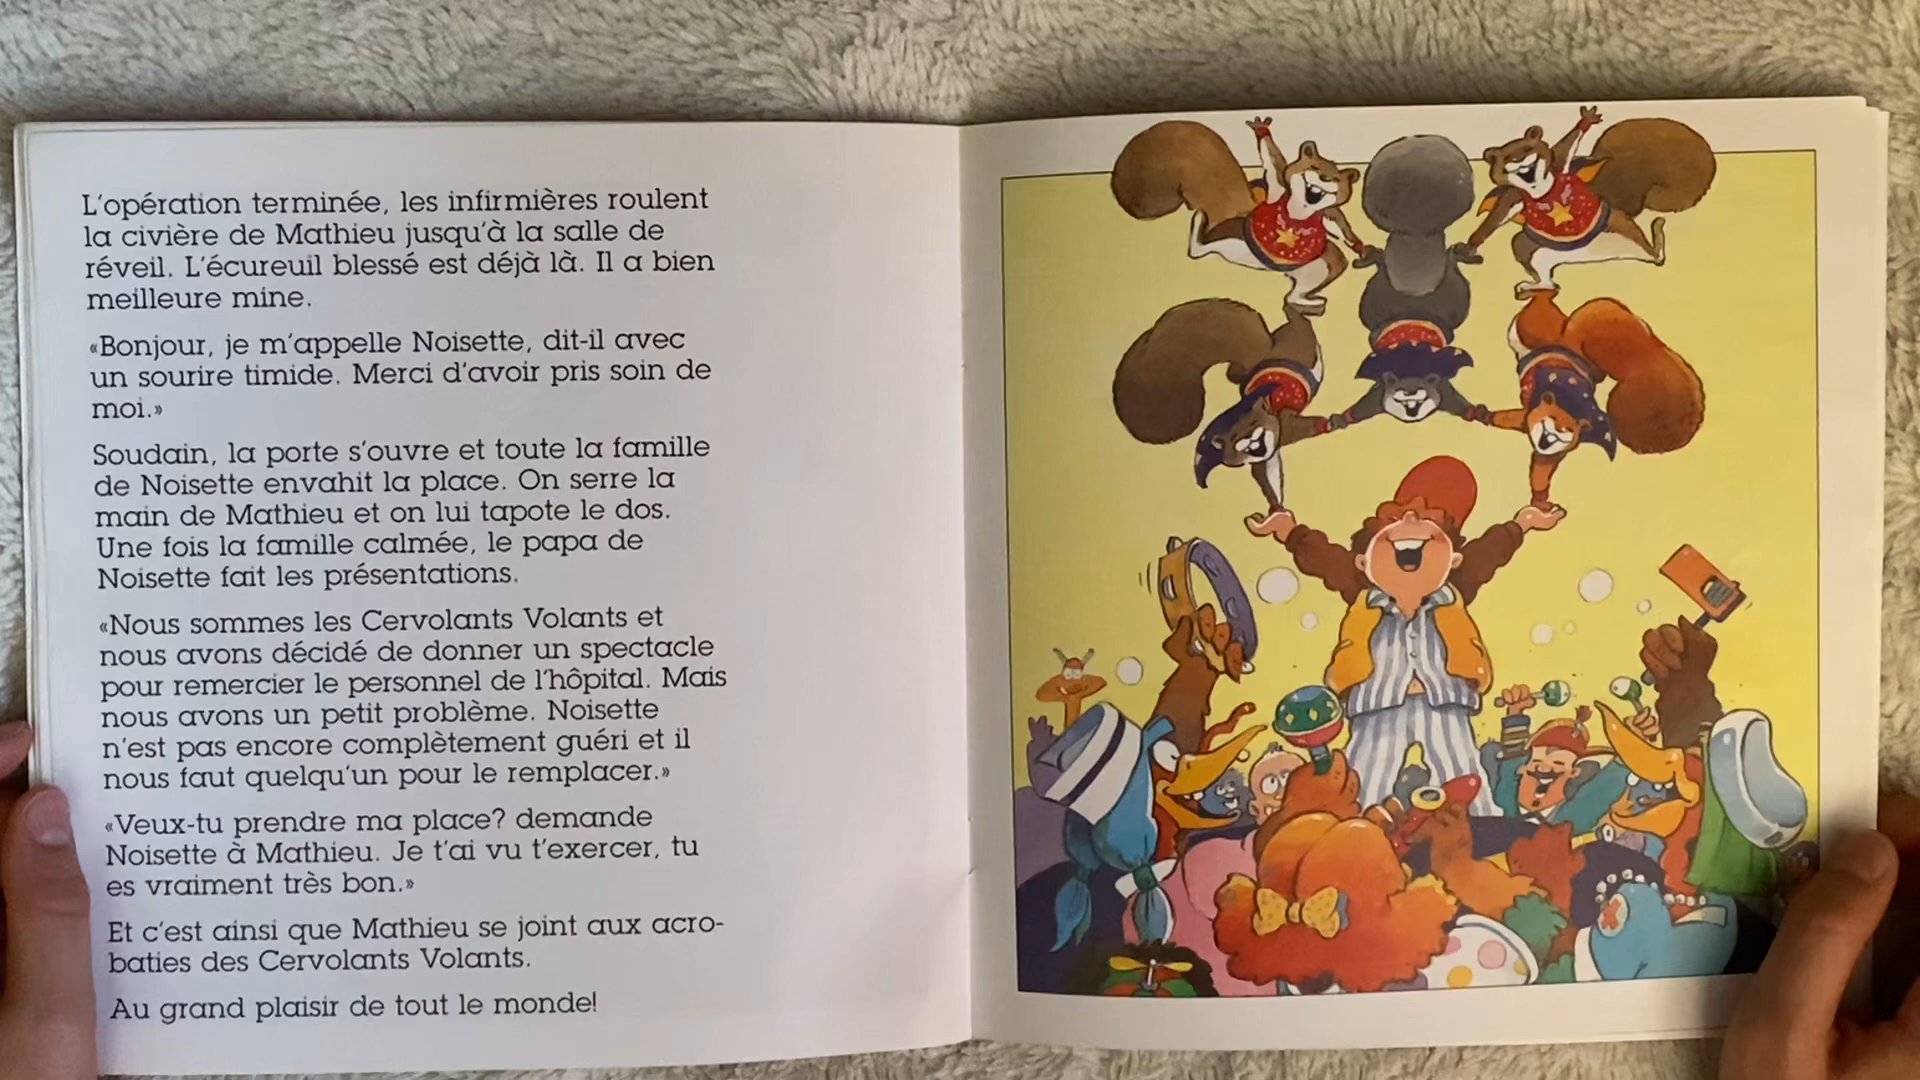 L'opération terminée, les infirmières roulent
la civière de Mathieu jusqu'à la salle de
réveil. L'écureuil blessé est déjà là. Il a bien
meilleure mine.
«Bonjour, je m'appelle Noisette, dit-il avec
un sourire timide. Merci d'avoir pris soin de
moi.»
Soudain, la porte s'ouvre et toute la famille
de Noisette envahit la place. On serre la
main de Mathieu et on lui tapote le dos.
Une fois la famille calmée, le papa de
Noisette fait les présentations.
«Nous sommes les Cervolants Volants et
nous avons décidé de donner un spectacle
pour remercier le personnel de l'hôpital. Mais
nous avons un petit problème. Noisette
n'est pas encore complètement guéri et il
nous faut quelqu'un pour le remplacer.»
«Veux-tu prendre ma place? demande
Noisette à Mathieu. Je t'ai vu t'exercer, tu
es vraiment très bon.»
Et c'est ainsi que Mathieu se joint aux acro-
baties des Cervolants Volants.
Au grand plaisir de tout le monde!